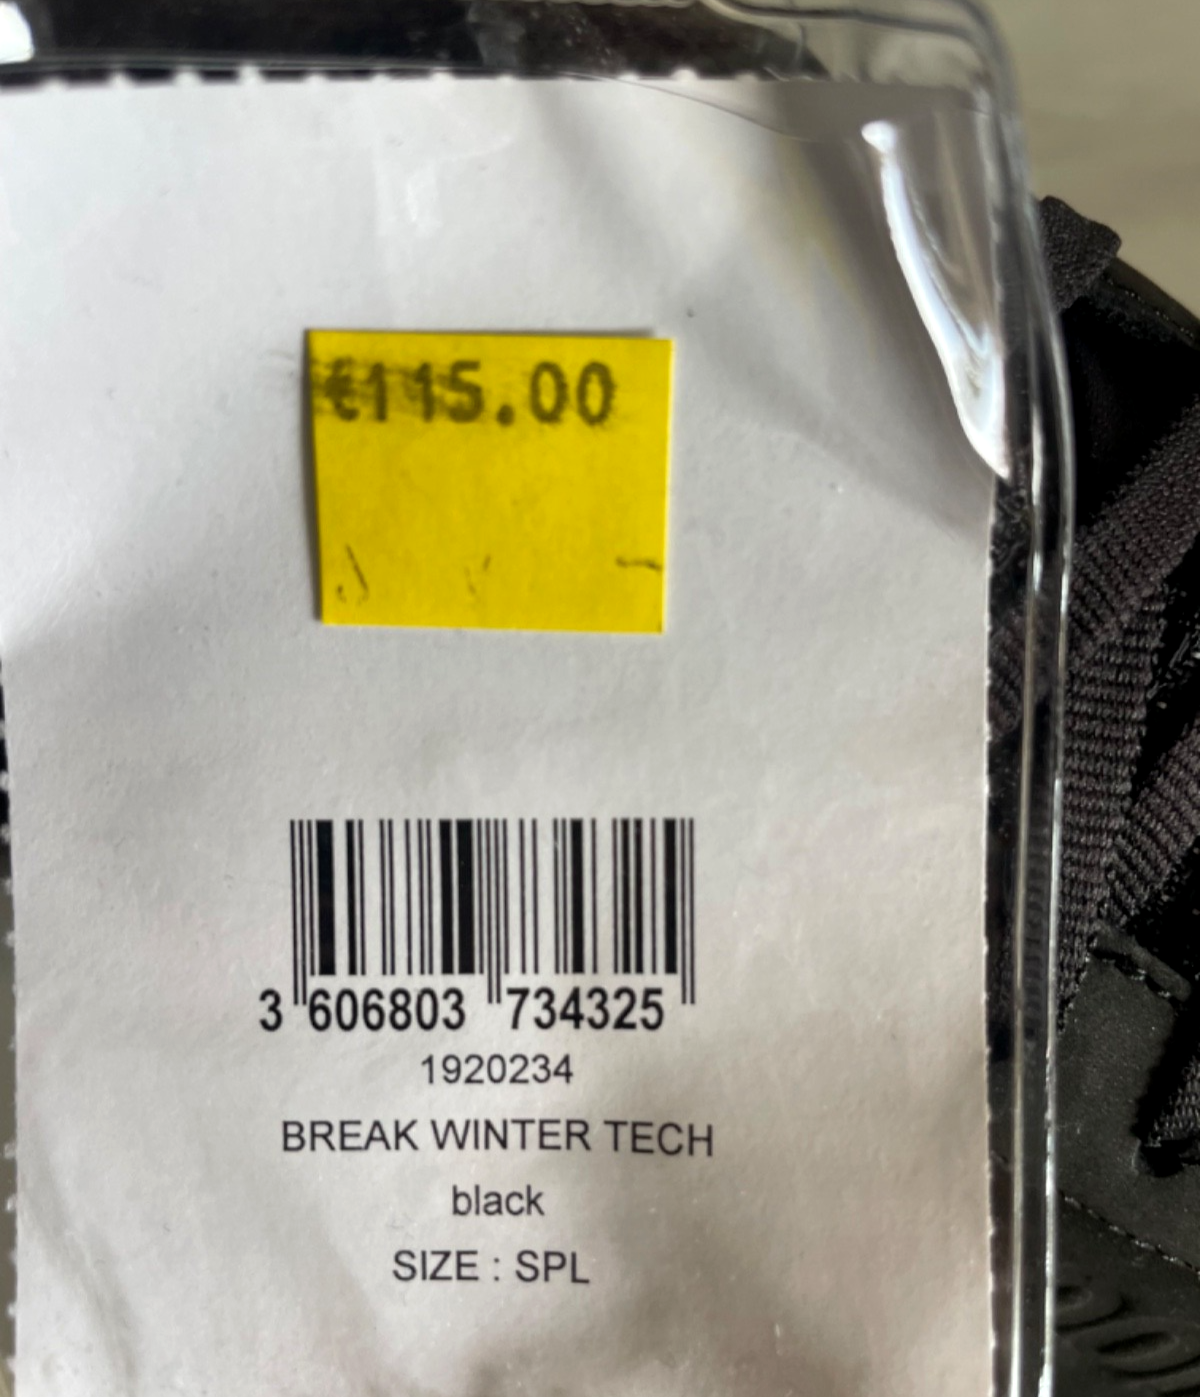 €115.00
3 606803 734325
1920234
BREAK WINTER TECH
black
SIZE : SPL